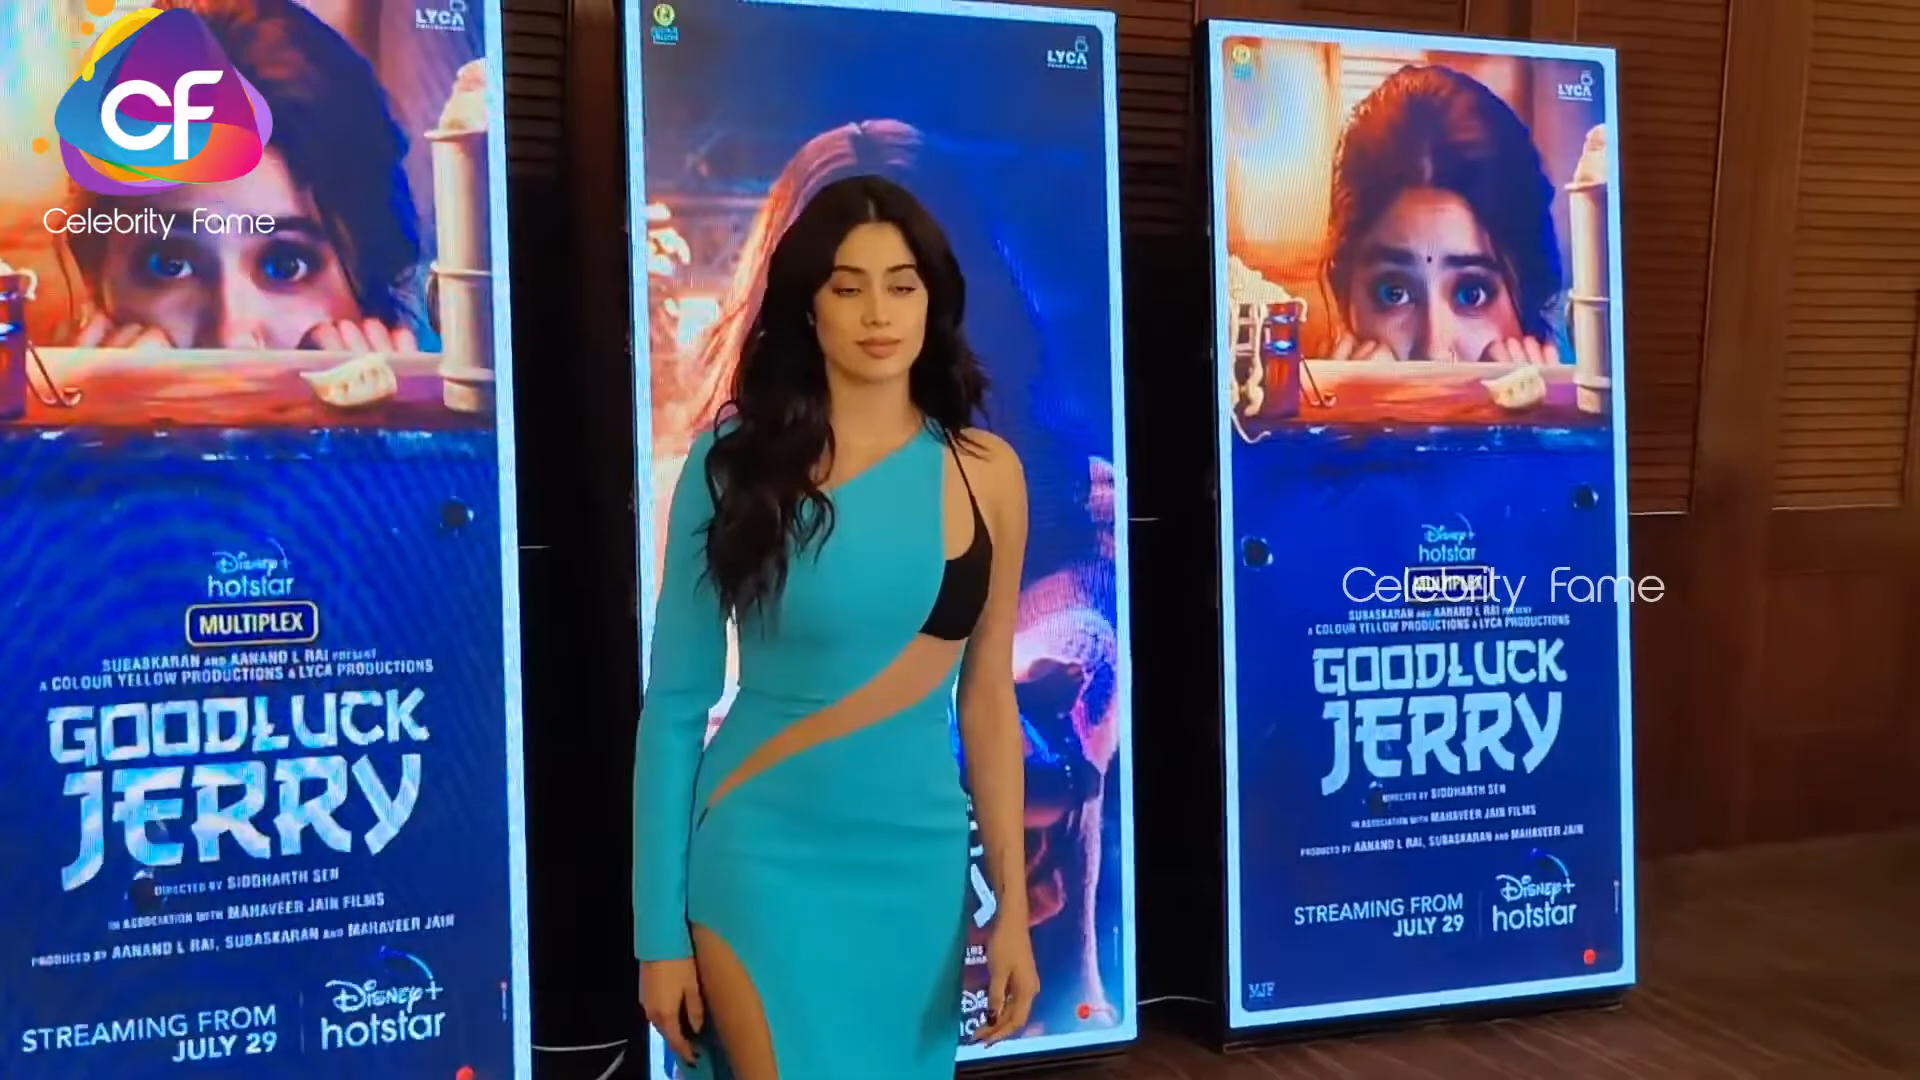 CF
Celebrity Fame
LYCA
PRODUCTIONS
Disney+
hotstar
MULTIPLEX
SUBASKARAN AND AANAND L RAI PRESENT
A COLOUR YELLOW PRODUCTIONS & LYCA PRODUCTIONS
GOODLUCK
JERRY
DIRECTED BY SIDDHARTH SEN
IN ASSOCIATION WITH MAHAVEER JAIN FILMS
PRODUCED BY AANAND L RAI, SUBASKARAN AND MAHAVEER JAIN
STREAMING FROM
JULY 29
Disney+
hotstar
LYCA
PRODUCTIONS
LYCA
Disney+
hotstar
MULTIPLEX
Celebrity Fame
SUBASKARAN AND AANAND L RAI PRESENT
A COLOUR YELLOW PRODUCTIONS & LYCA PRODUCTIONS
GOODLUCK
JERRY
DIRECTED BY SIDDHARTH SEN
IN ASSOCIATION WITH MAHAVEER JAIN FILMS
PRODUCED BY AANAND L RAI, SUBASKARAN AND MAHAVEER JAIN
STREAMING FROM
JULY 29
Disney+
hotstar
MJF